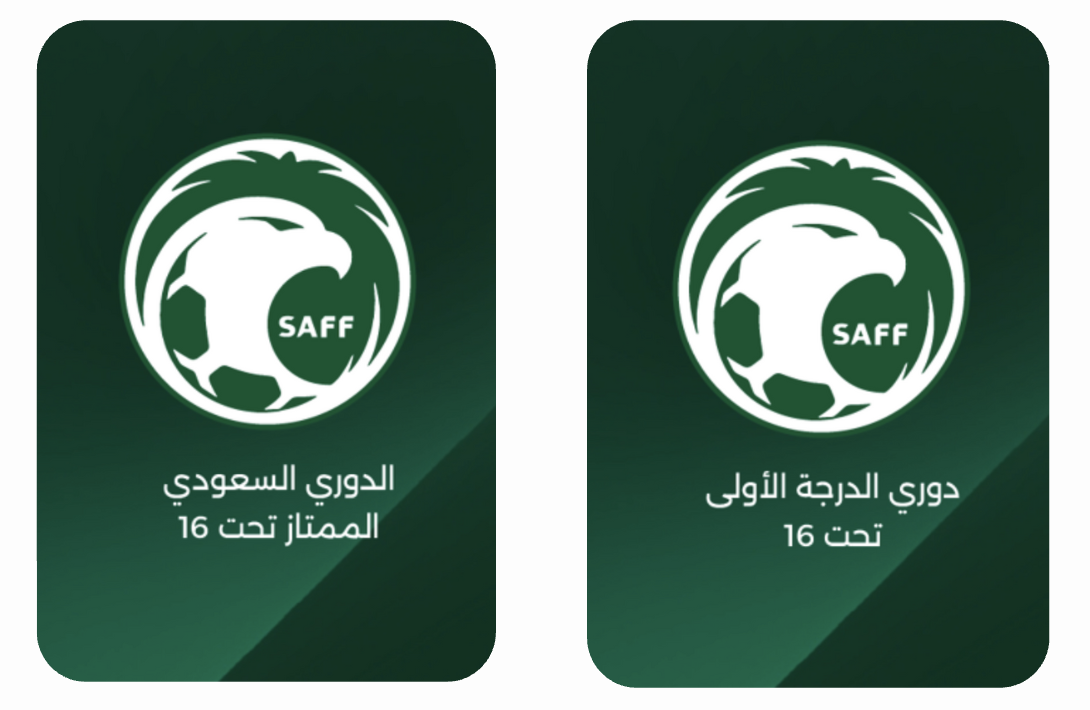 SAFF
الدوري السعودي
الممتاز تحت 16
SAFF
دوري الدرجة الأولى
تحت 16